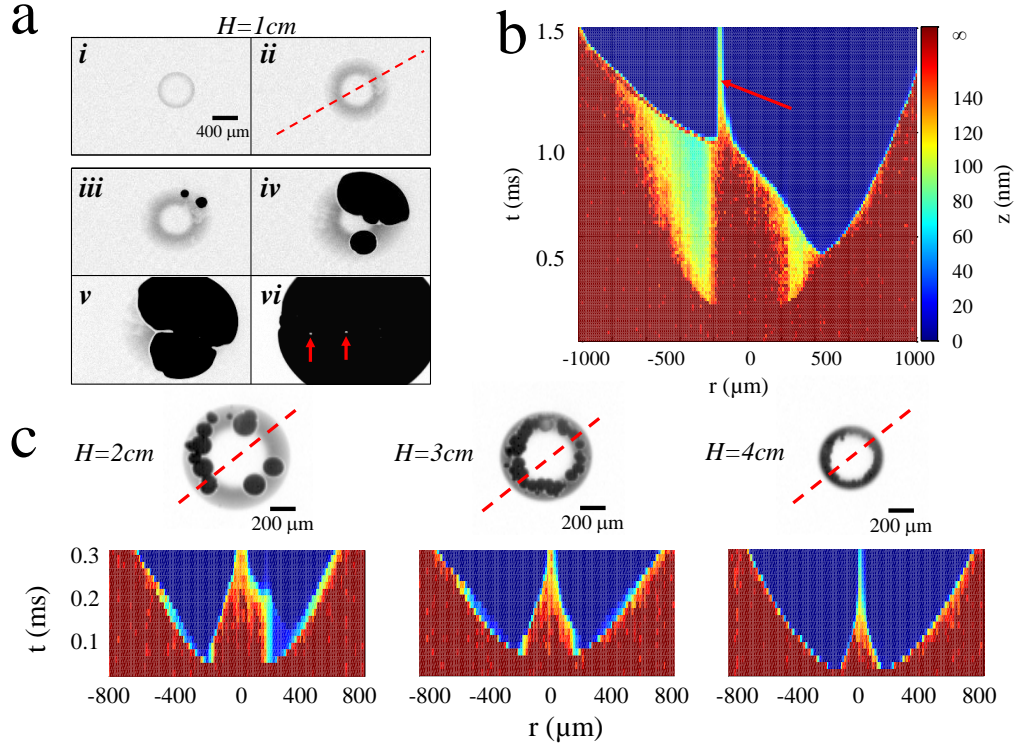 a
H=1cm
i
ii
400 μm
iii
iv
v
vi
b
1.5
1.0
0.5
t (ms)
-1000
-500
0
500
1000
r (μm)
∞
140
120
100
80
60
40
20
0
z (nm)
c
H=2cm
200 μm
H=3cm
200 μm
H=4cm
200 μm
0.3
0.2
0.1
t (ms)
-800 -400 0 400 800
-800 -400 0 400 800
-800 -400 0 400 800
r (μm)